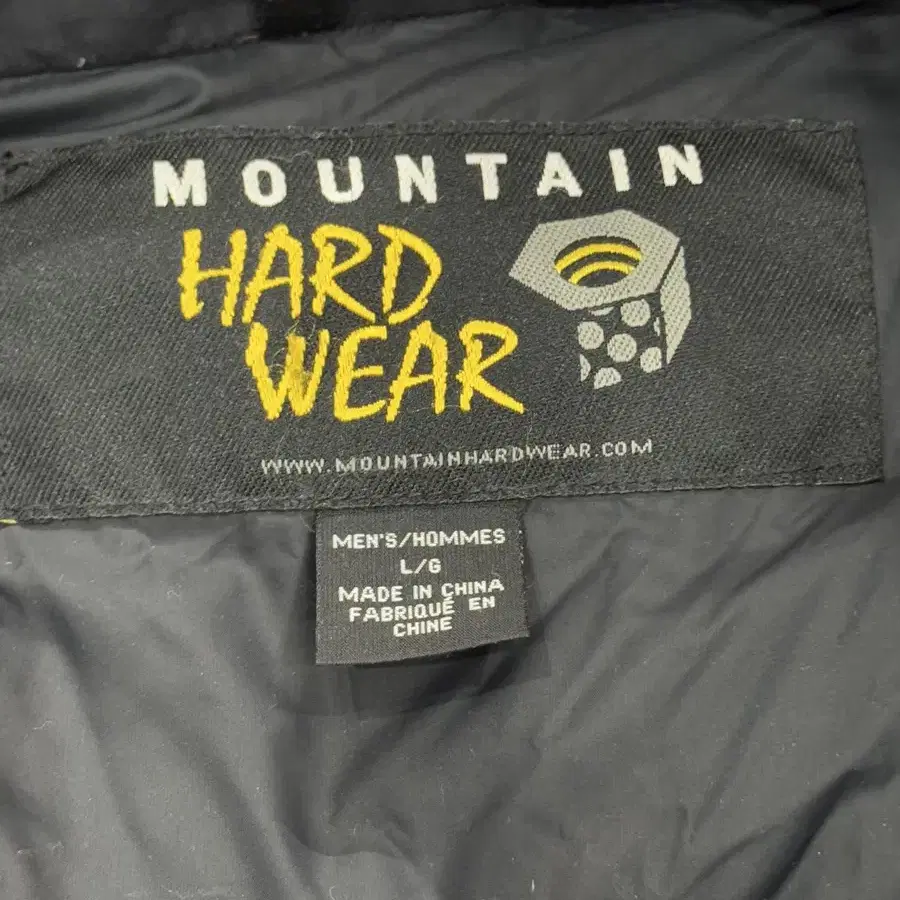 MOUNTAIN
HARD
WEAR
WWW.MOUNTAINHARDWEAR.COM
MEN'S/HOMMES
L/G
MADE IN CHINA
FABRIQUÉ EN
CHINE